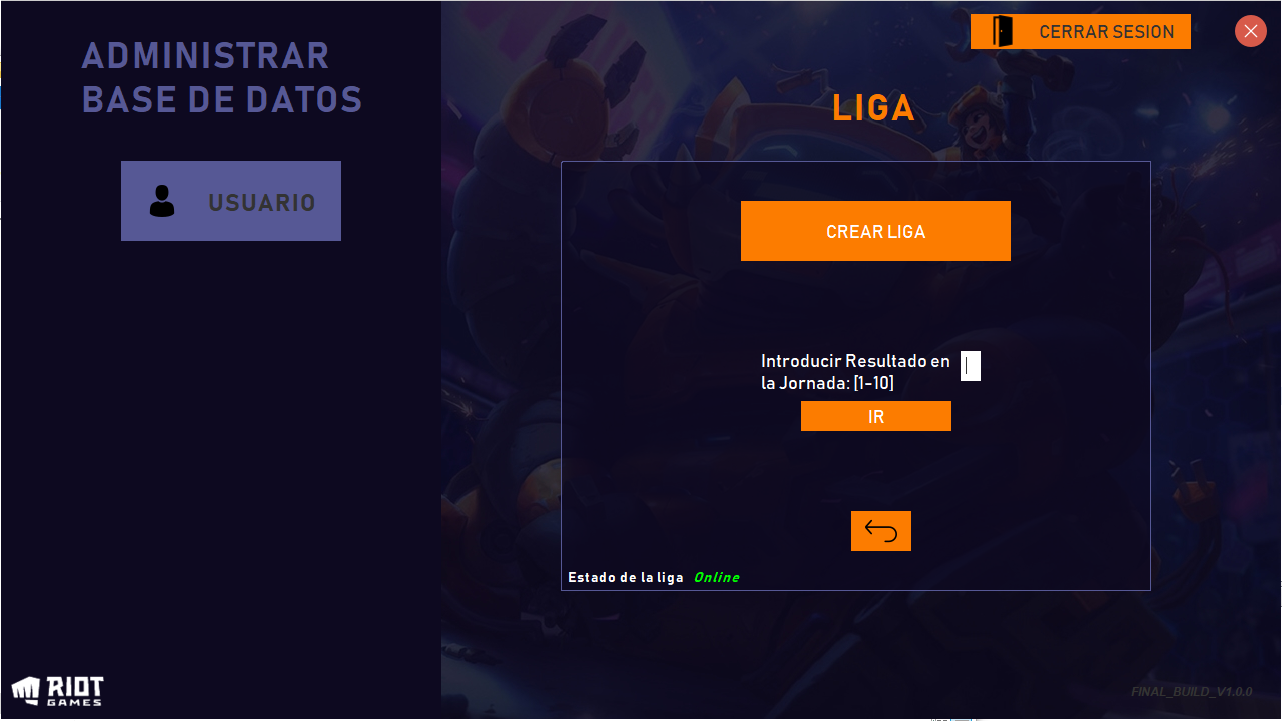 ADMINISTRAR
BASE DE DATOS
USUARIO
CERRAR SESION
LIGA
CREAR LIGA
Introducir Resultado en
la Jornada: [1-10]
IR
Estado de la liga Online
RIOT
GAMES
FINAL_BUILD_V1.0.0